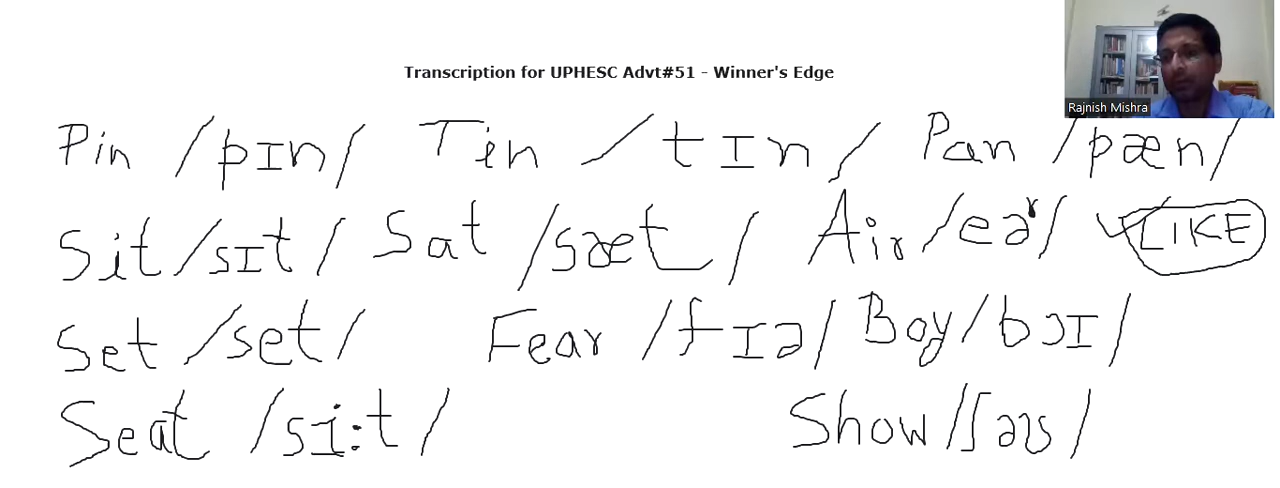 Transcription for UPHESC Advt#51 - Winner's Edge
Rajnish Mishra
Pin /pɪn/ Tin /tɪn/ Pan /pæn/
Sit /sɪt/ Sat /sæt/ Air /eəʳ/ LIKE
Set /set/ Fear /fɪə/ Boy /bɔɪ/
Seat /si:t/ Show /ʃəʊ/